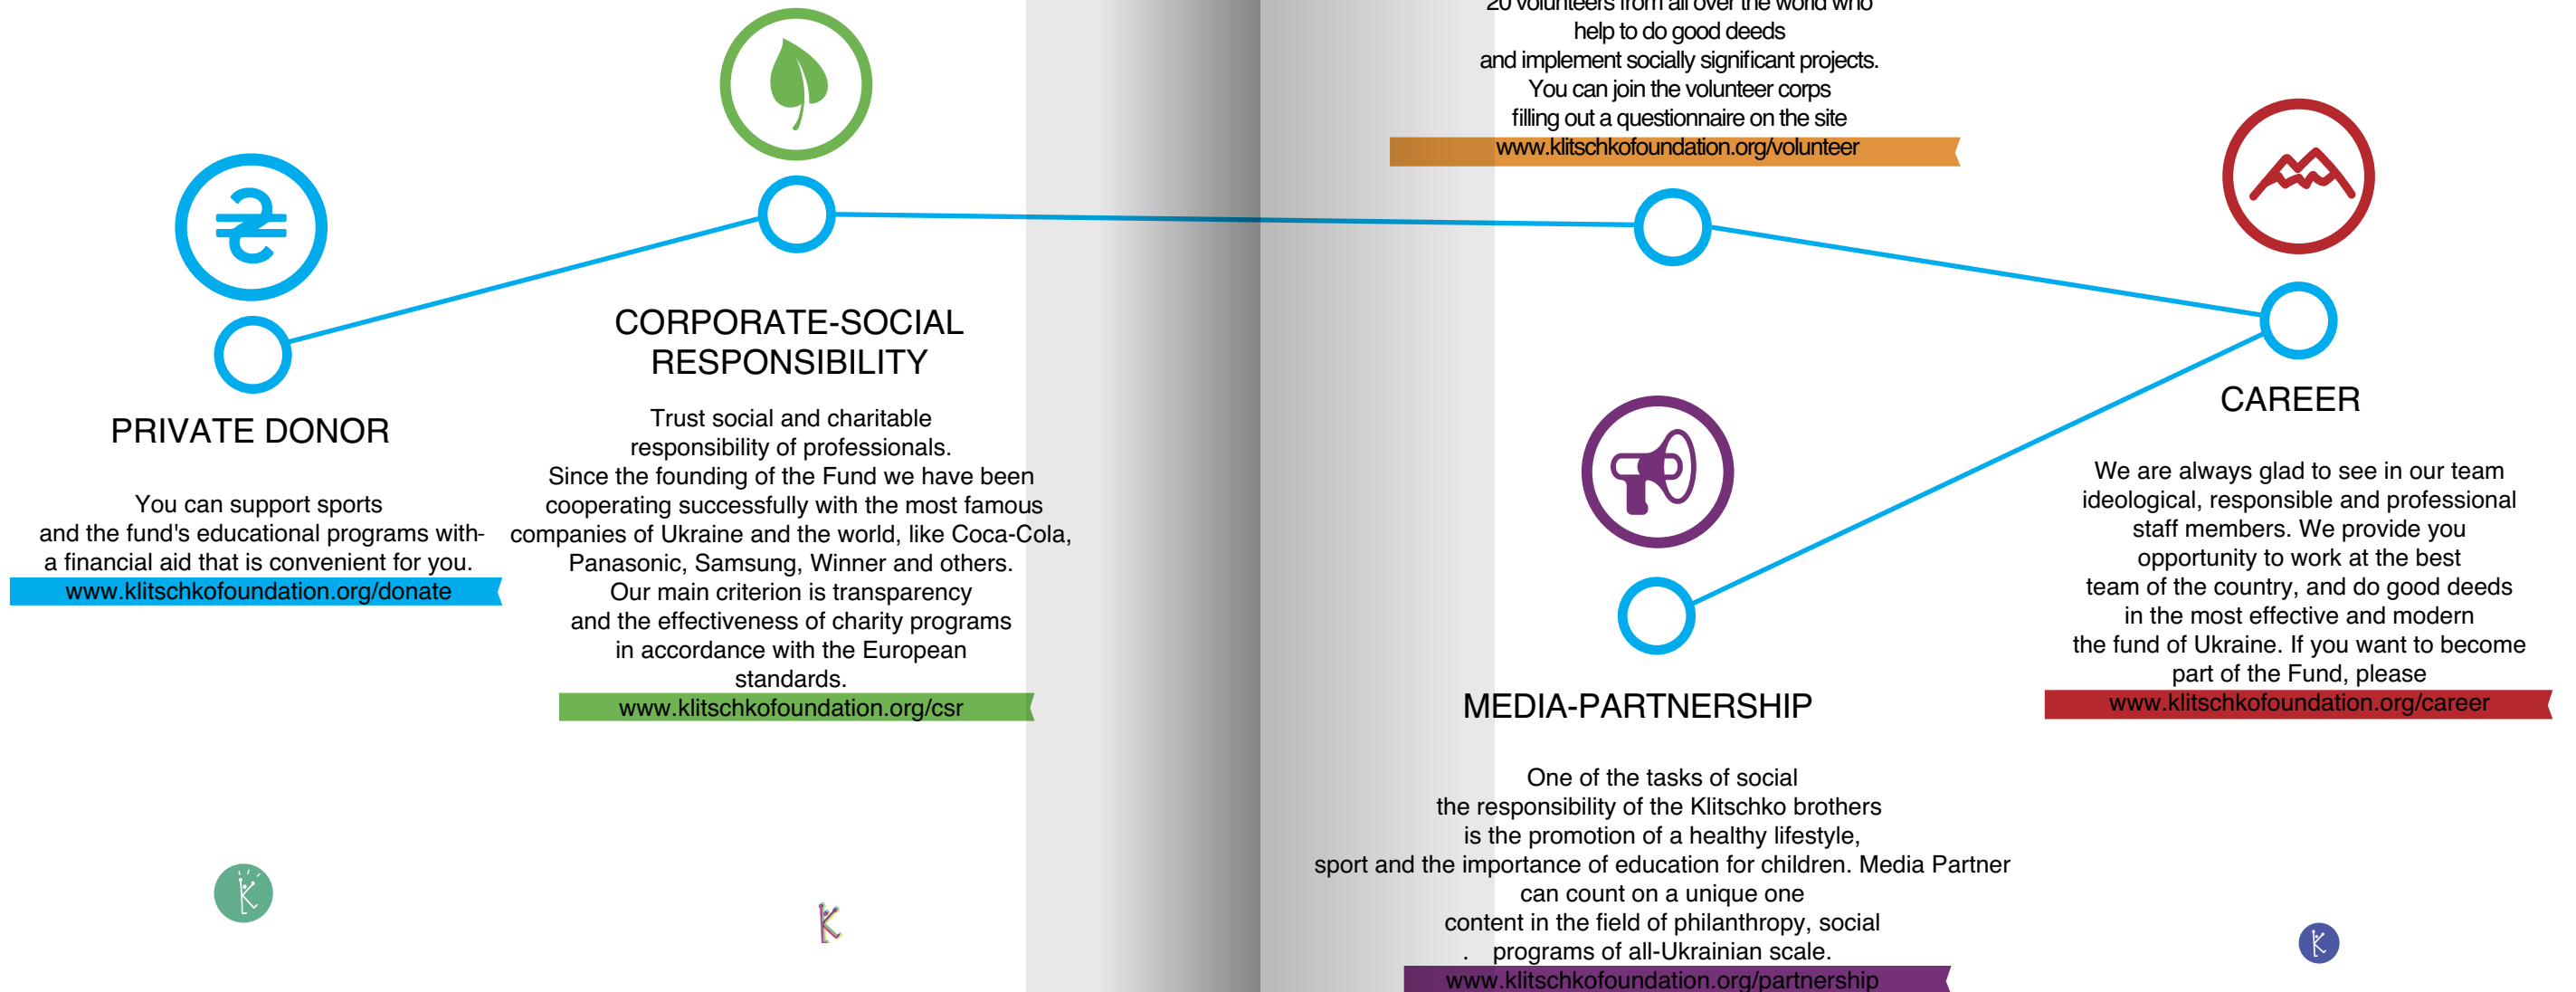 PRIVATE DONOR
You can support sports
and the fund's educational programs with-
a financial aid that is convenient for you.
www.klitschkofoundation.org/donate
CORPORATE-SOCIAL
RESPONSIBILITY
Trust social and charitable
responsibility of professionals.
Since the founding of the Fund we have been
cooperating successfully with the most famous
companies of Ukraine and the world, like Coca-Cola,
Panasonic, Samsung, Winner and others.
Our main criterion is transparency
and the effectiveness of charity programs
in accordance with the European
standards.
www.klitschkofoundation.org/csr
20 volunteers from all over the world who
help to do good deeds
and implement socially significant projects.
You can join the volunteer corps
filling out a questionnaire on the site
www.klitschkofoundation.org/volunteer
MEDIA-PARTNERSHIP
One of the tasks of social
the responsibility of the Klitschko brothers
is the promotion of a healthy lifestyle,
sport and the importance of education for children. Media Partner
can count on a unique one
content in the field of philanthropy, social
. programs of all-Ukrainian scale.
www.klitschkofoundation.org/partnership
CAREER
We are always glad to see in our team
ideological, responsible and professional
staff members. We provide you
opportunity to work at the best
team of the country, and do good deeds
in the most effective and modern
the fund of Ukraine. If you want to become
part of the Fund, please
www.klitschkofoundation.org/career